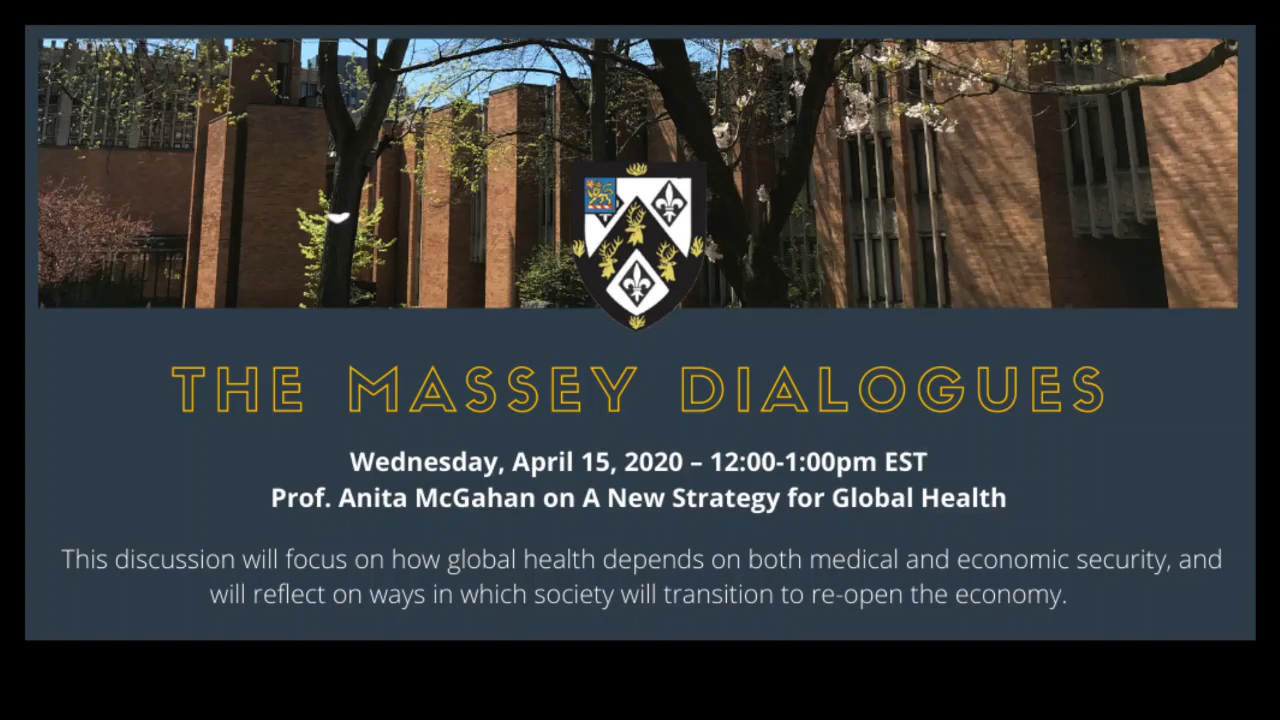 THE MASSEY DIALOGUES
Wednesday, April 15, 2020 – 12:00-1:00pm EST
Prof. Anita McGahan on A New Strategy for Global Health
This discussion will focus on how global health depends on both medical and economic security, and
will reflect on ways in which society will transition to re-open the economy.